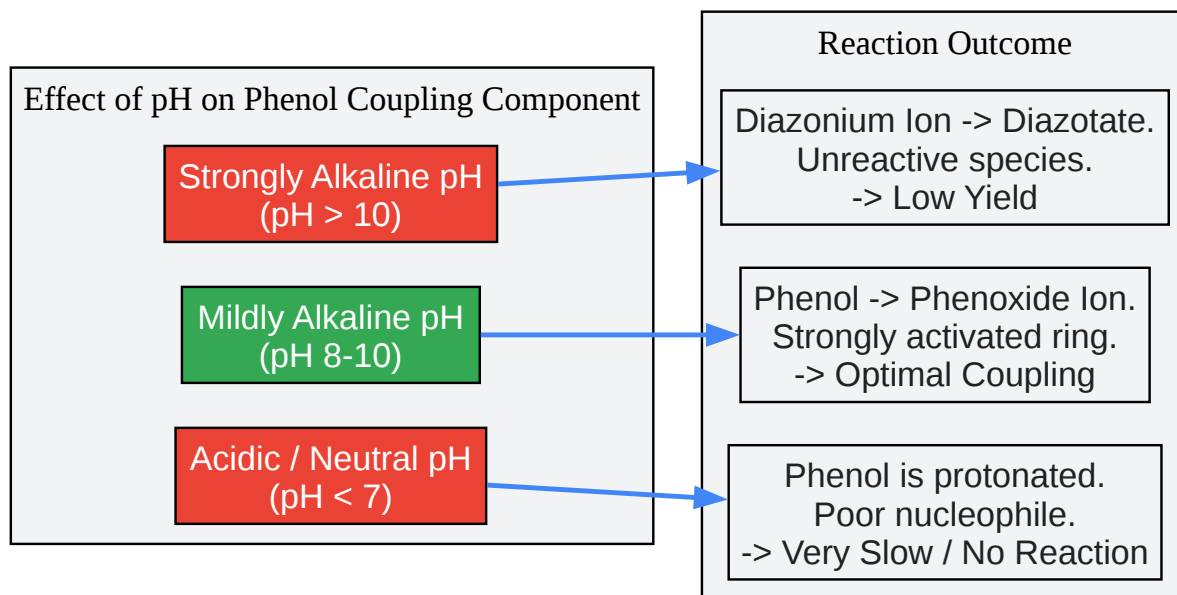 Effect of pH on Phenol Coupling Component
Strongly Alkaline pH
(pH > 10)
Mildly Alkaline pH
(pH 8-10)
Acidic / Neutral pH
(pH < 7)
Reaction Outcome
Diazonium Ion -> Diazotate.
Unreactive species.
-> Low Yield
Phenol -> Phenoxide Ion.
Strongly activated ring.
-> Optimal Coupling
Phenol is protonated.
Poor nucleophile.
-> Very Slow / No Reaction